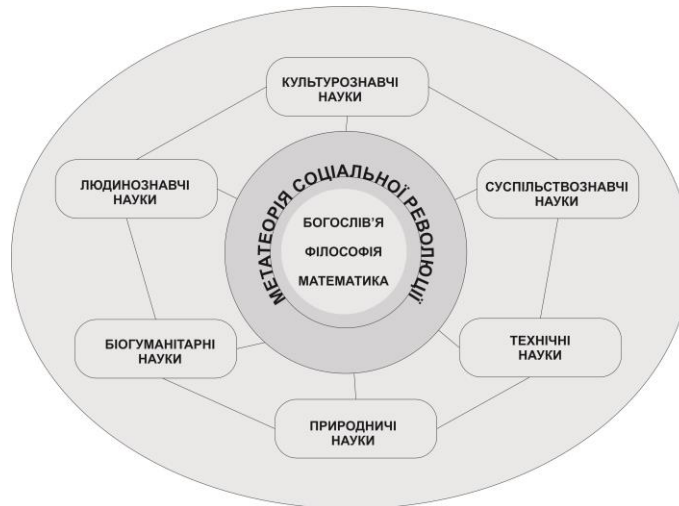 КУЛЬТУРОЗНАВЧІ
НАУКИ
ЛЮДИНОЗНАВЧІ
НАУКИ
МЕТАТЕОРІЯ СОЦІАЛЬНОЇ РЕВОЛЮЦІЇ
СУСПІЛЬСТВОЗНАВЧІ
НАУКИ
БОГОСЛІВ'Я
ФІЛОСОФІЯ
МАТЕМАТИКА
БІОГУМАНІТАРНІ
НАУКИ
ТЕХНІЧНІ
НАУКИ
ПРИРОДНИЧІ
НАУКИ